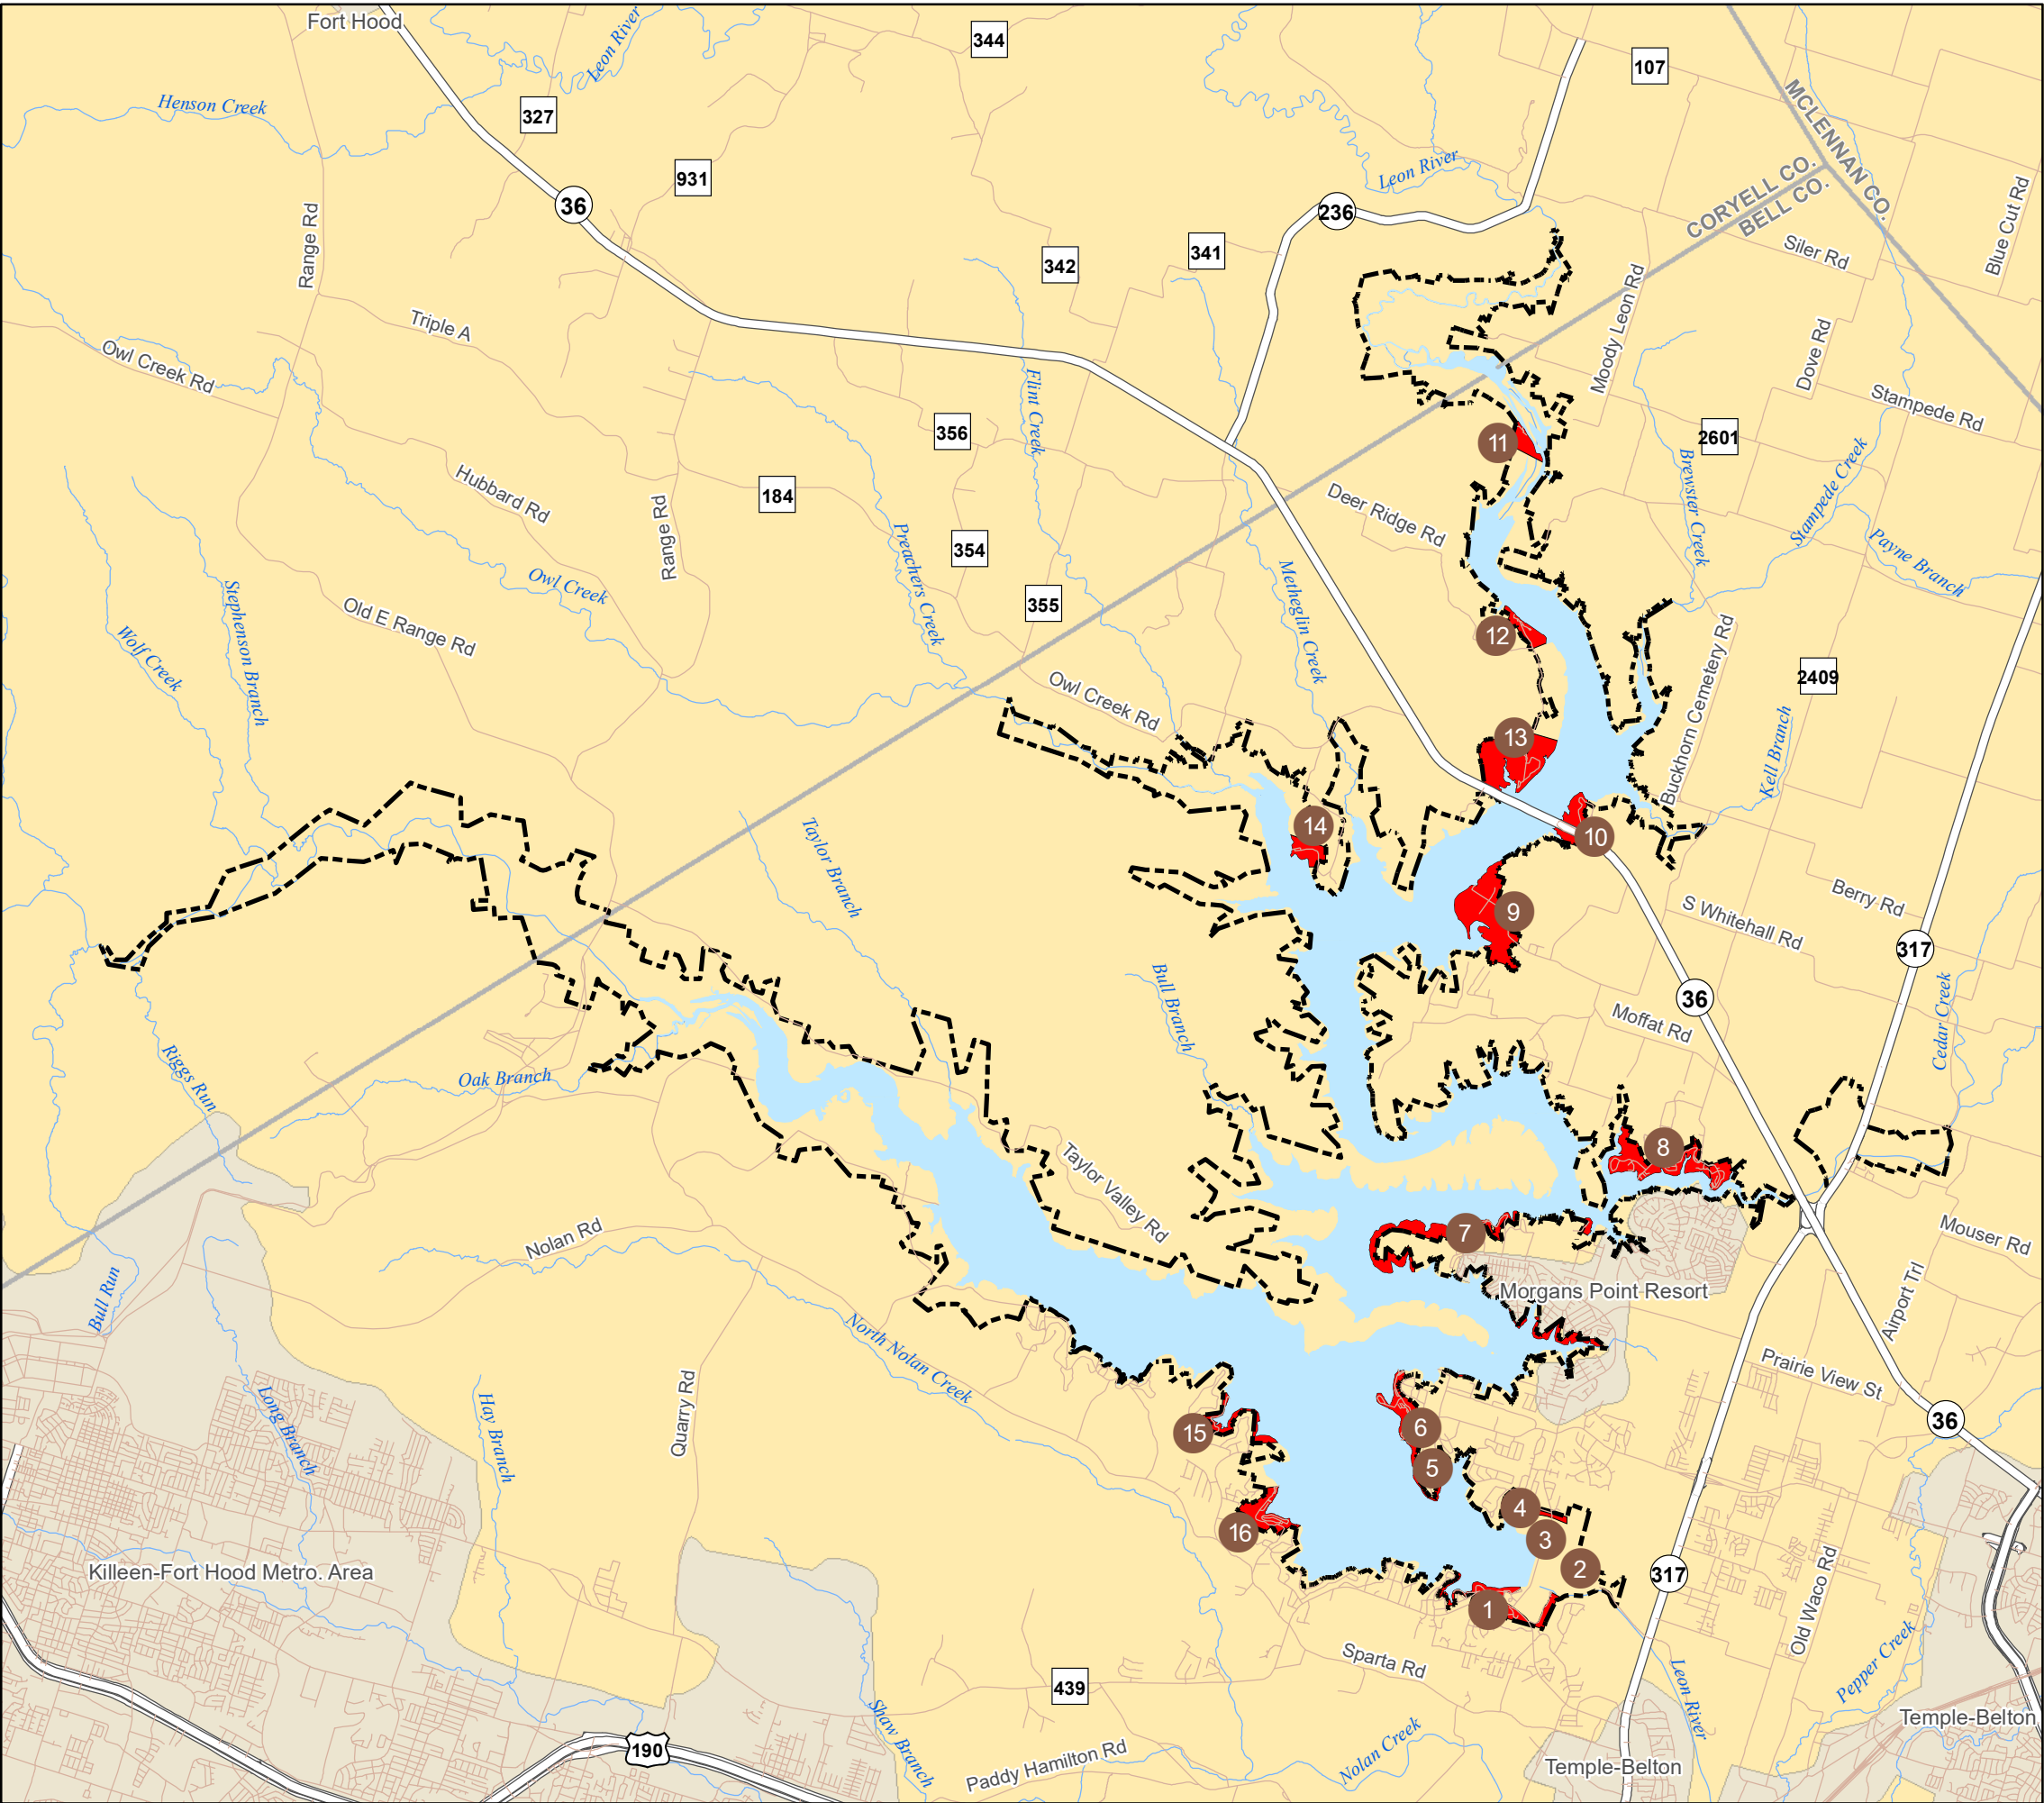 Fort Hood
Leon River
344
107
Henson Creek
327
MCLENNAN CO.
931
Leon River
CORYELL CO.
BELL CO.
36
236
Blue Cut Rd
Range Rd
Siler Rd
342
341
Moody Leon Rd
Triple A
Owl Creek Rd
Dove Rd
Flint Creek
Stampede Rd
356
11
2601
Hubbard Rd
184
Range Rd
Deer Ridge Rd
Brewster Creek
Stampede Creek
354
Preachers Creek
Payne Branch
Owl Creek
Metheglin Creek
355
Old E Range Rd
Stephenson Branch
Wolf Creek
12
Buckhorn Cemetery Rd
2409
Owl Creek Rd
13
Kell Branch
14
10
Taylor Branch
Berry Rd
9
S Whitehall Rd
317
Bull Branch
36
Cedar Creek
Moffat Rd
Riggs Run
Oak Branch
8
Taylor Valley Rd
7
Nolan Rd
Mouser Rd
Bull Run
Morgans Point Resort
Airport Trl
North Nolan Creek
Prairie View St
Long Branch
Hay Branch
Quarry Rd
15
6
36
5
16
4
3
2
317
Killeen-Fort Hood Metro. Area
1
Old Waco Rd
Sparta Rd
439
Leon River
Pepper Creek
Shaw Branch
Temple-Belton
190
Paddy Hamilton Rd
Nolan Creek
Temple-Belton